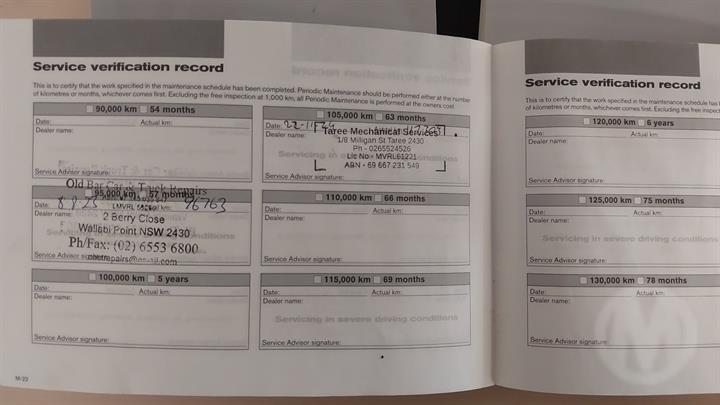 Service verification record
This is to certify that the work specified in the maintenance schedule has been completed. Periodic Maintenance should be performed either at the number
of kilometres or months, whichever comes first. Excluding the free inspection at 1,000 km, all Periodic Maintenance is performed at the owners cost
90,000 km 54 months
Date: Actual km:
Dealer name:
Service Advisor signature:
Old Bar Car & Truck Repairs
95,000 km 57 months
Date: 8.8.23 LMVRL km: 96763
Dealer name:
2 Berry Close
Wallabi Point NSW 2430
Ph/Fax: (02) 6553 6800
Service
100,000 km 5 years
Date: Actual km:
Dealer name:
Service Advisor signature:
M-22
105,000 km 63 months
Date: 22-11-
Dealer name:
Taree Mechanical Services
1/8 Milligan St Taree 2430
Ph - 0265524526
Lic No - MVRL61221
ABN - 69 667 231 549
Service Advisor signature:
110,000 km 66 months
Date: Actual km:
Dealer name:
Service Advisor signature:
115,000 km 69 months
Date: Actual km:
Dealer name:
Servicing in severe driving conditions
Service Advisor signature:
Service verification record
This is to certify that the work specified in the maintenance schedule has
of kilometres or months, whichever comes first. Excluding the free inspection
120,000 km 6 years
Date: Actual km:
Dealer name:
Service Advisor signature:
125,000 km 75 months
Date: Actual km:
Dealer name:
Servicing in severe driving conditions
Service Advisor signature:
130,000 km 78 months
Date: Actual km:
Dealer name:
Service Advisor signature: